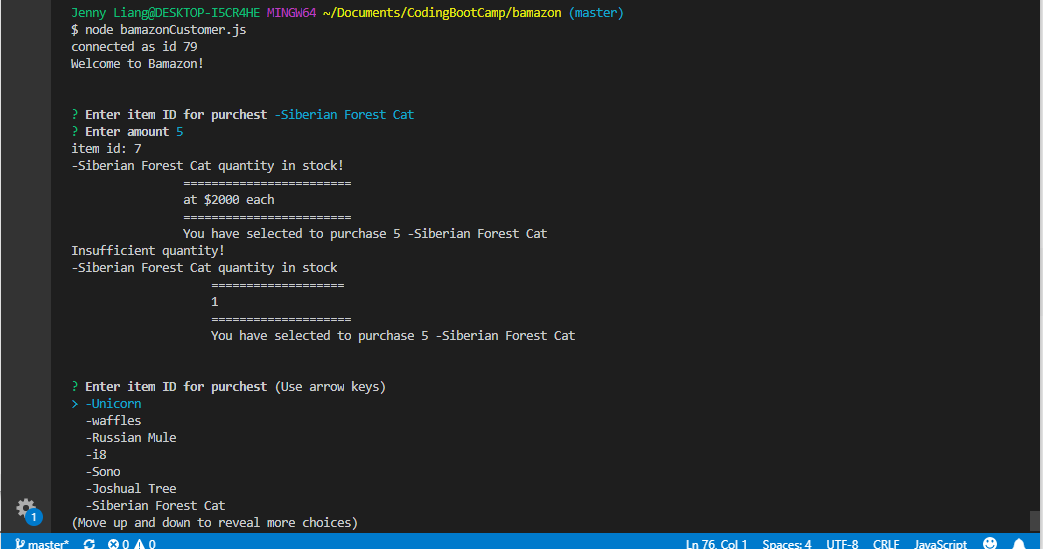 Jenny Liang@DESKTOP-I5CR4HE MINGW64 ~/Documents/CodingBootCamp/bamazon (master)
$ node bamazonCustomer.js
connected as id 79
Welcome to Bamazon!
? Enter item ID for purchest -Siberian Forest Cat
? Enter amount 5
item id: 7
-Siberian Forest Cat quantity in stock!
========================
at $2000 each
========================
You have selected to purchase 5 -Siberian Forest Cat
Insufficient quantity!
-Siberian Forest Cat quantity in stock
===================
1
====================
You have selected to purchase 5 -Siberian Forest Cat
? Enter item ID for purchest (Use arrow keys)
> -Unicorn
-waffles
-Russian Mule
-i8
-Sono
-Joshual Tree
-Siberian Forest Cat
(Move up and down to reveal more choices)
1
master* 0 0 Ln 76, Col 1 Spaces: 4 UTF-8 CRLF JavaScript